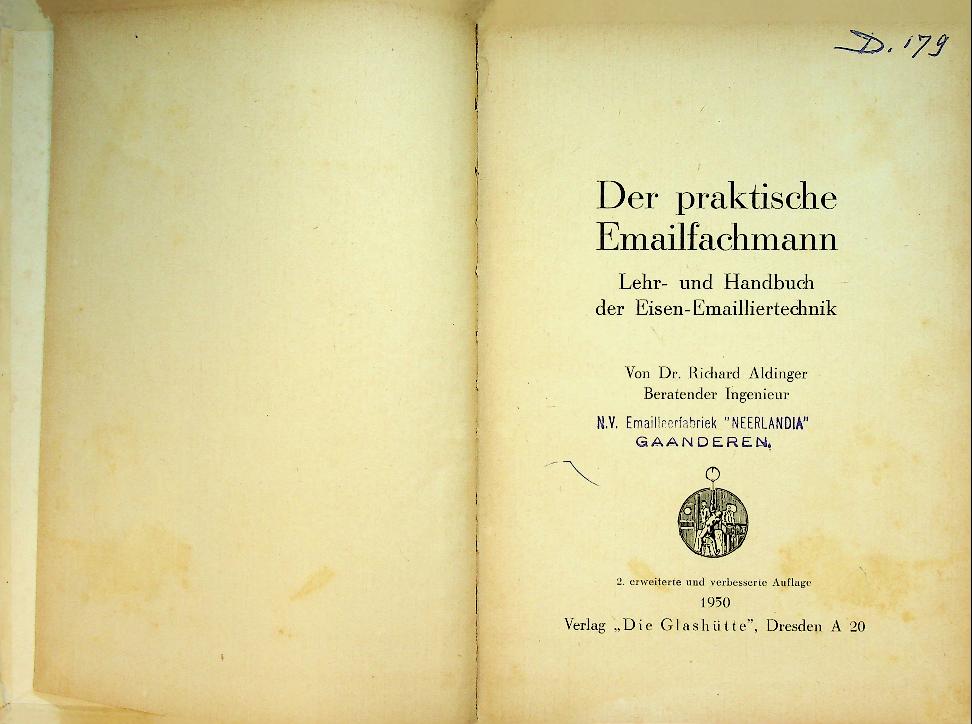 D. 179
Der praktische
Emailfachmann
Lehr- und Handbuch
der Eisen-Emailliertechnik
Von Dr. Richard Aldinger
Beratender Ingenieur
N.V. Emailleerfabriek "NEERLANDIA"
GAANDEREN.
2. erweiterte und verbesserte Auflage
1950
Verlag „Die Glashütte”, Dresden A 20